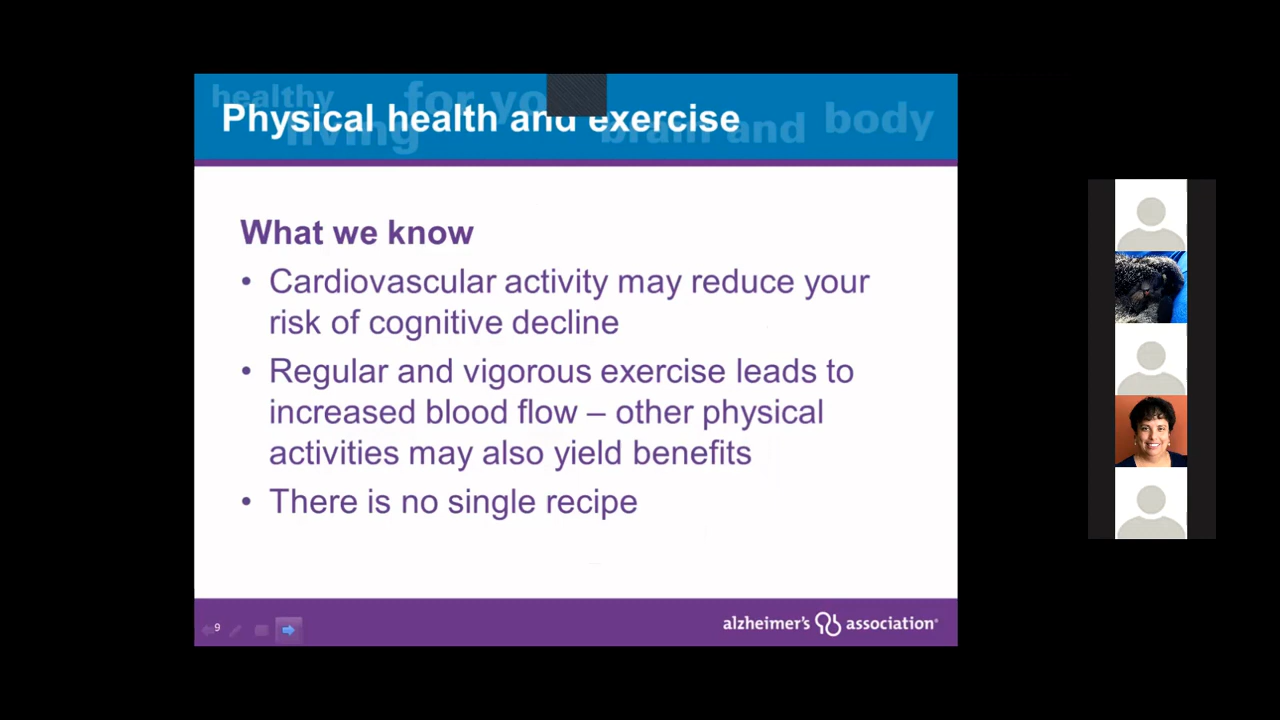 healthy for yo
living brain and body
Physical health and exercise
What we know
• Cardiovascular activity may reduce your
risk of cognitive decline
• Regular and vigorous exercise leads to
increased blood flow – other physical
activities may also yield benefits
• There is no single recipe
9
alzheimer's association®